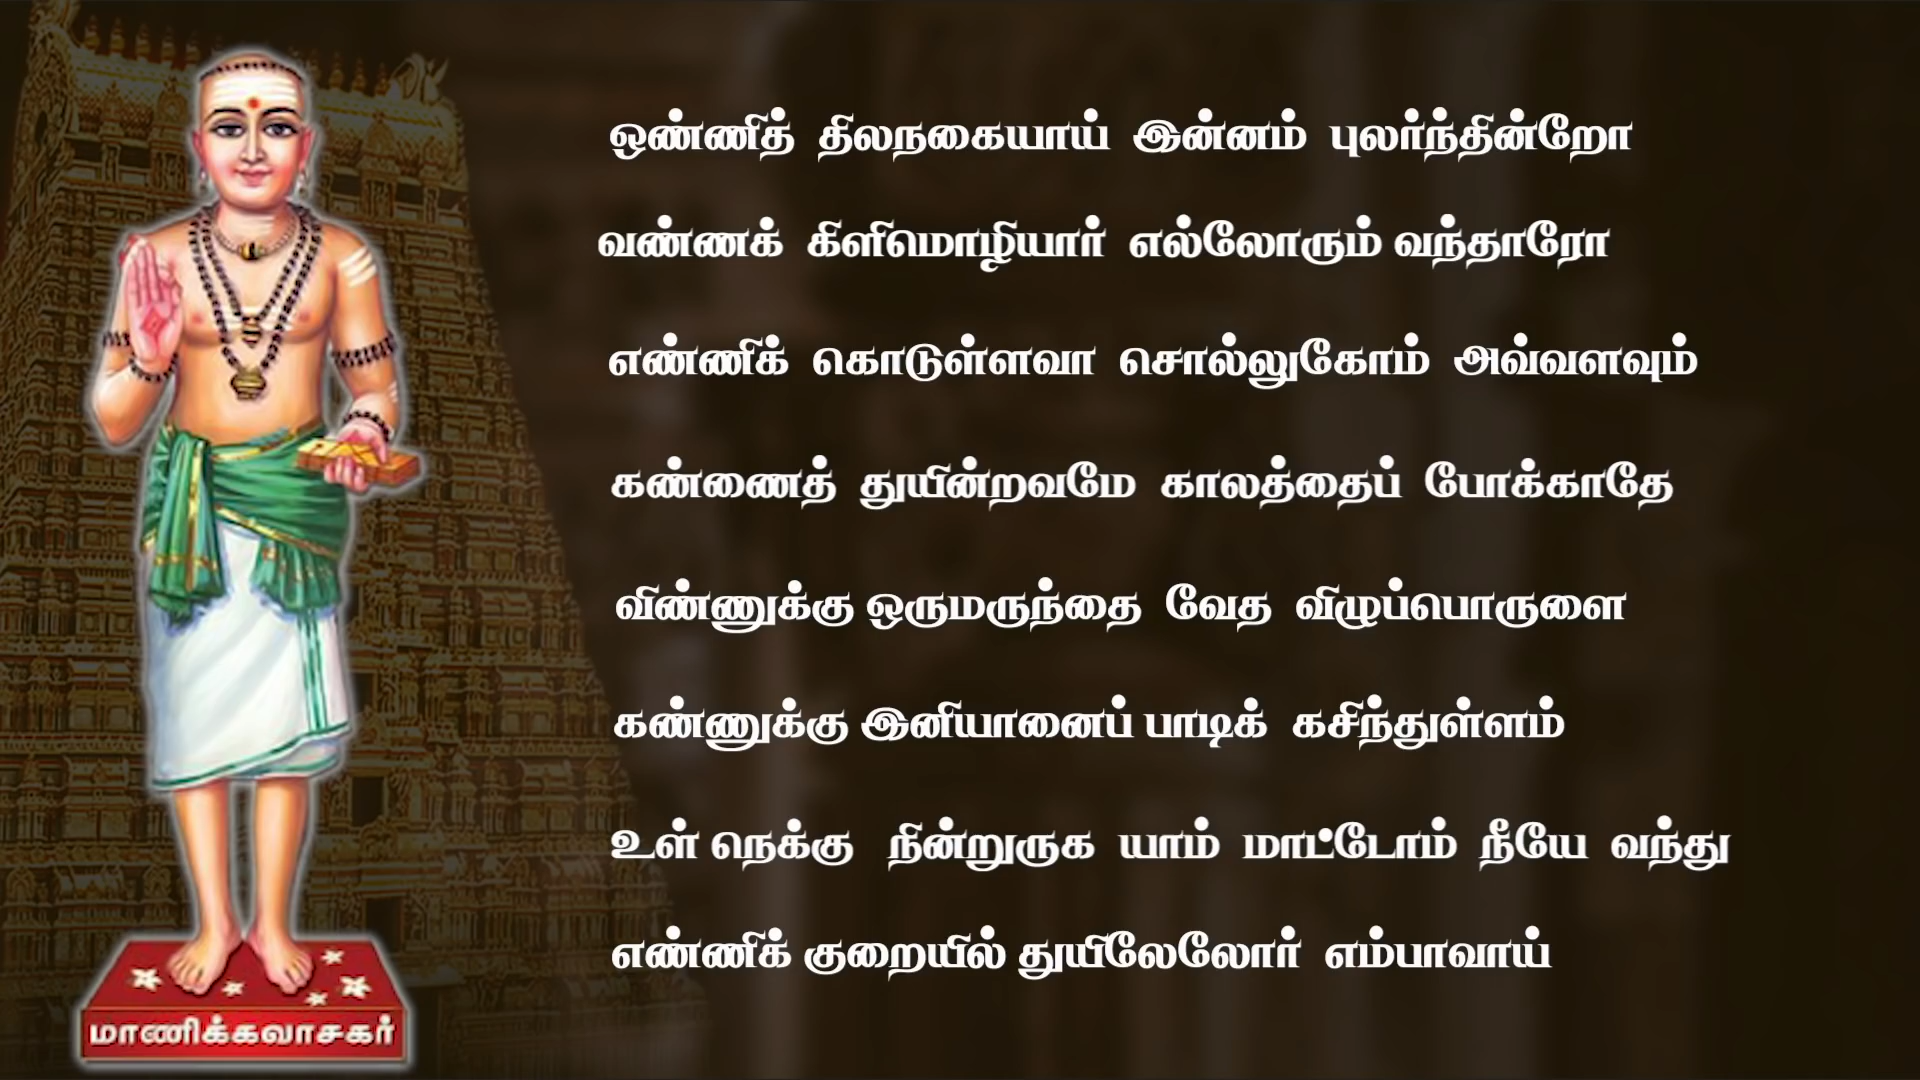 ஒண்ணித் திலநகையாய் இன்னம் புலர்ந்தின்றோ
வண்ணக் கிளிமொழியார் எல்லோரும் வந்தாரோ
எண்ணிக் கொடுள்ளவா சொல்லுகோம் அவ்வளவும்
கண்ணைத் துயின்றவமே காலத்தைப் போக்காதே
விண்ணுக்கு ஒருமருந்தை வேத விழுப்பொருளை
கண்ணுக்கு இனியானைப் பாடிக் கசிந்துள்ளம்
உள் நெக்கு நின்றுருக யாம் மாட்டோம் நீயே வந்து
எண்ணிக் குறையில் துயிலேலோர் எம்பாவாய்
மாணிக்கவாசகர்